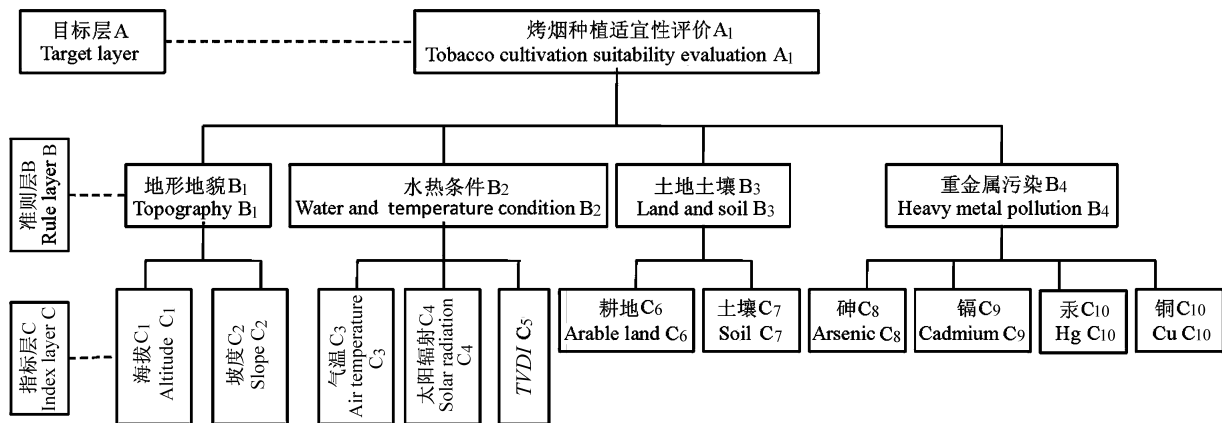 目标层A
Target layer
烤烟种植适宜性评价A1
Tobacco cultivation suitability evaluation A1
准则层B
Rule layer B
地形地貌B1
Topography B1
水热条件B2
Water and temperature condition B2
土地土壤B3
Land and soil B3
重金属污染B4
Heavy metal pollution B4
指标层C
Index layer C
海拔C1
Altitude C1
坡度C2
Slope C2
气温C3
Air temperature
C3
太阳辐射C4
Solar radiation
C4
TVDI C5
耕地C6
Arable land C6
土壤C7
Soil C7
砷C8
Arsenic C8
镉C9
Cadmium C9
汞C10
Hg C10
铜C10
Cu C10